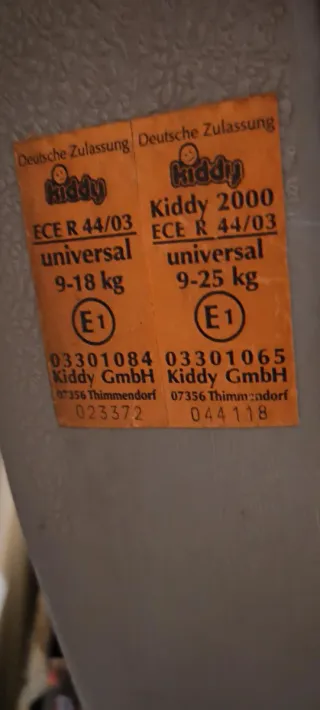 Deutsche Zulassung
kiddy
ECE R 44/03
universal
9-18 kg
E1
03301084
Kiddy GmbH
07356 Thimmendorf
023372
Deutsche Zulassung
kiddy
Kiddy 2000
ECE R 44/03
universal
9-25 kg
E1
03301065
Kiddy GmbH
07356 Thimmendorf
044118